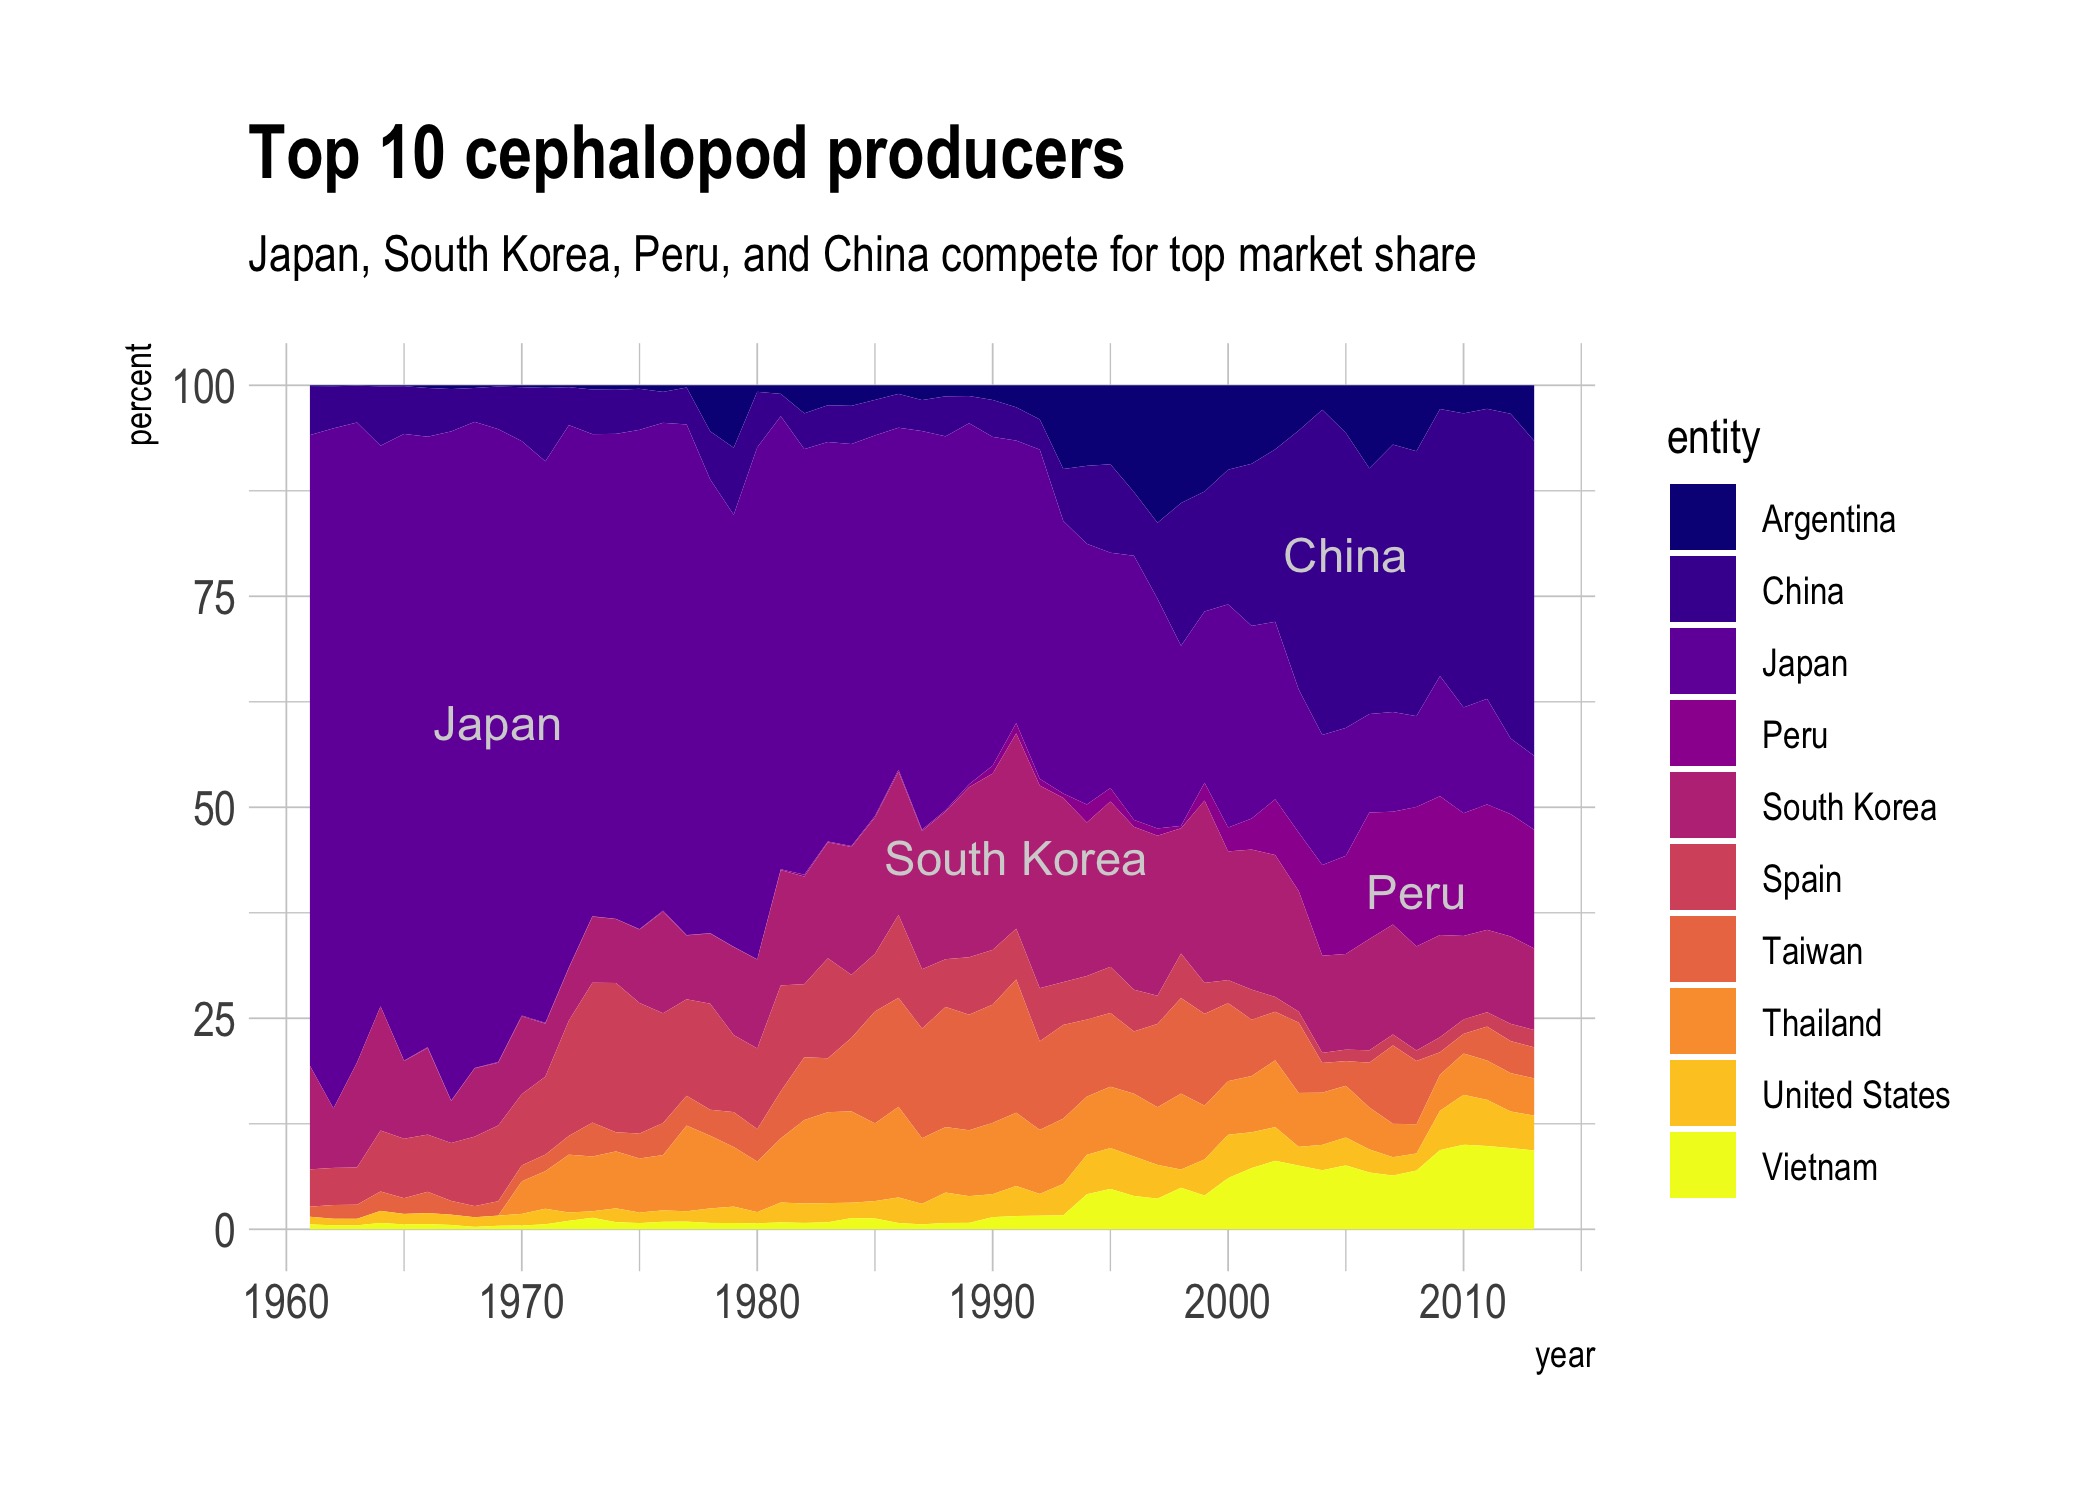 Top 10 cephalopod producers
Japan, South Korea, Peru, and China compete for top market share
percent
100
75
50
25
0
Japan
South Korea
China
Peru
1960 1970 1980 1990 2000 2010
year
entity
Argentina
China
Japan
Peru
South Korea
Spain
Taiwan
Thailand
United States
Vietnam